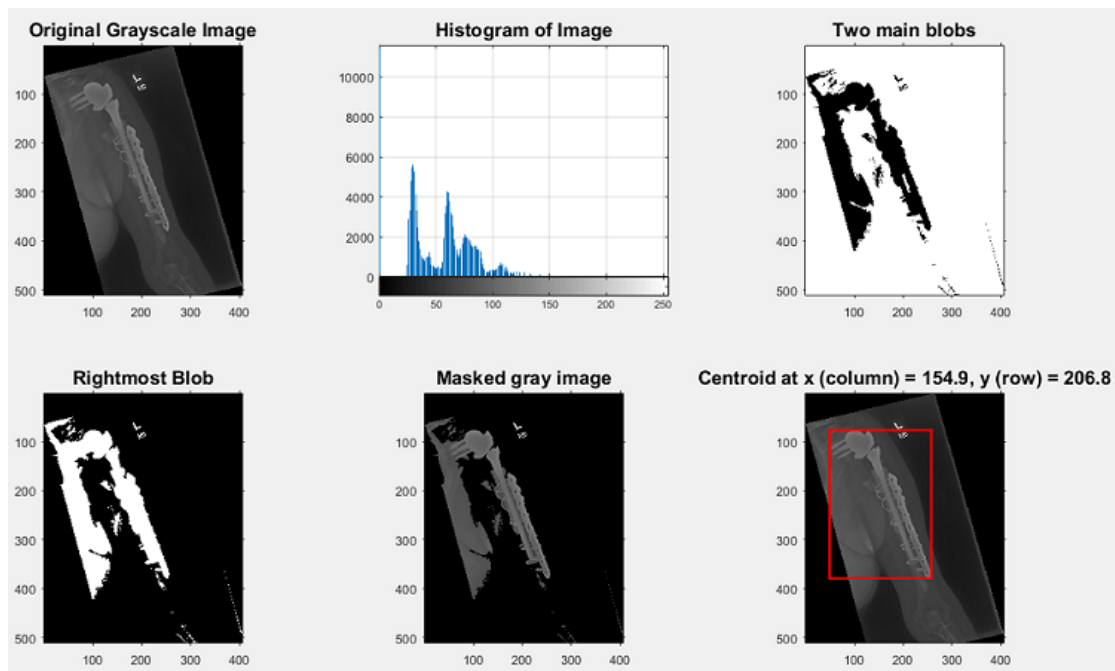 Original Grayscale Image
Histogram of Image
Two main blobs
100
200
300
400
500
100 200 300 400
10000
8000
6000
4000
2000
0
0 50 100 150 200 250
100
200
300
400
500
100 200 300 400
Rightmost Blob
Masked gray image
Centroid at x (column) = 154.9, y (row) = 206.8
100
200
300
400
500
100 200 300 400
100
200
300
400
500
100 200 300 400
100
200
300
400
500
100 200 300 400